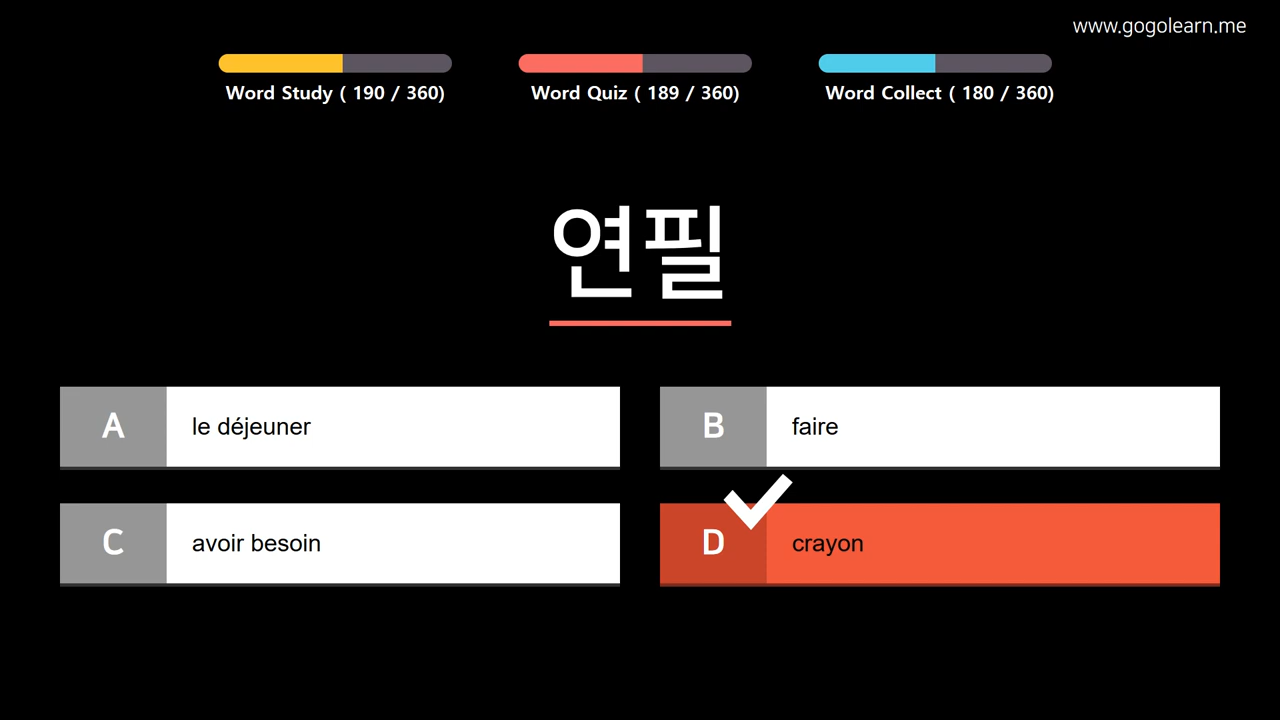 www.gogolearn.me
Word Study ( 190 / 360)
Word Quiz ( 189 / 360)
Word Collect ( 180 / 360)
연필
A le déjeuner
B faire
C avoir besoin
D crayon